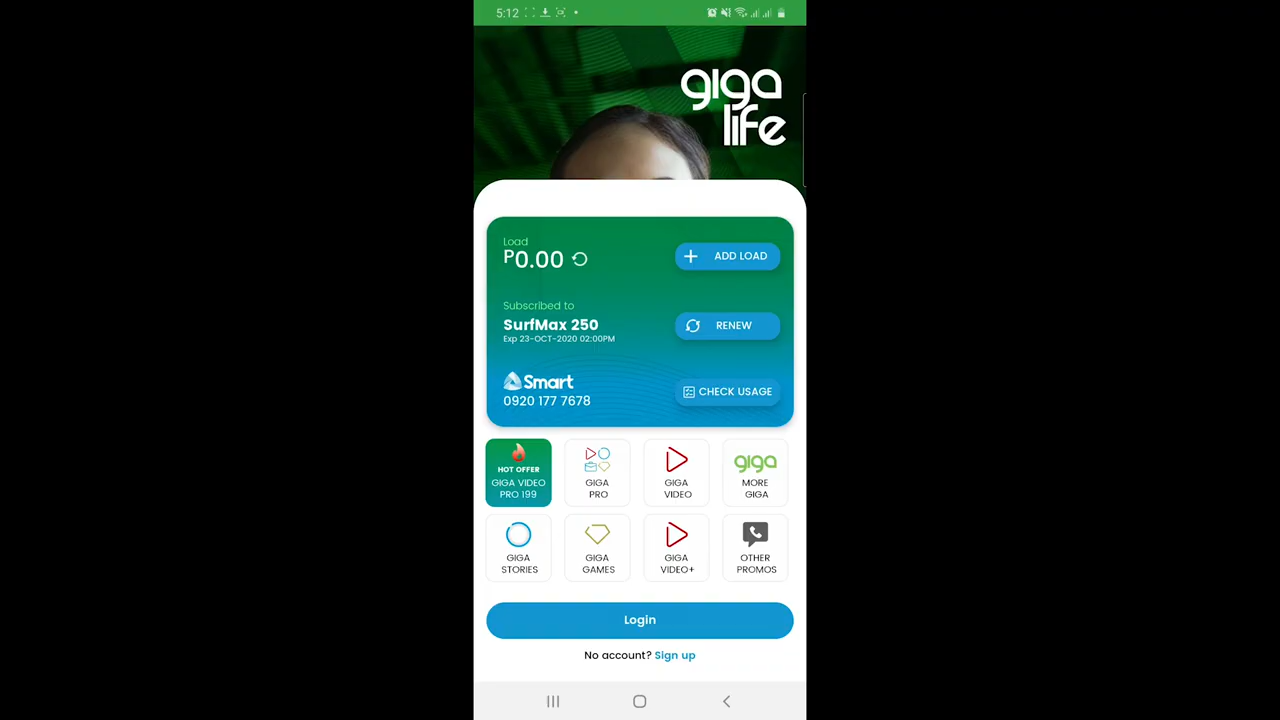 5:12
giga
life
Load
₱0.00
ADD LOAD
Subscribed to
SurfMax 250
RENEW
Exp 23-OCT-2020 02:00PM
Smart
CHECK USAGE
0920 177 7678
HOT OFFER
GIGA VIDEO
PRO 199
GIGA
PRO
GIGA
VIDEO
giga
MORE
GIGA
GIGA
STORIES
GIGA
GAMES
GIGA
VIDEO+
OTHER
PROMOS
Login
No account? Sign up